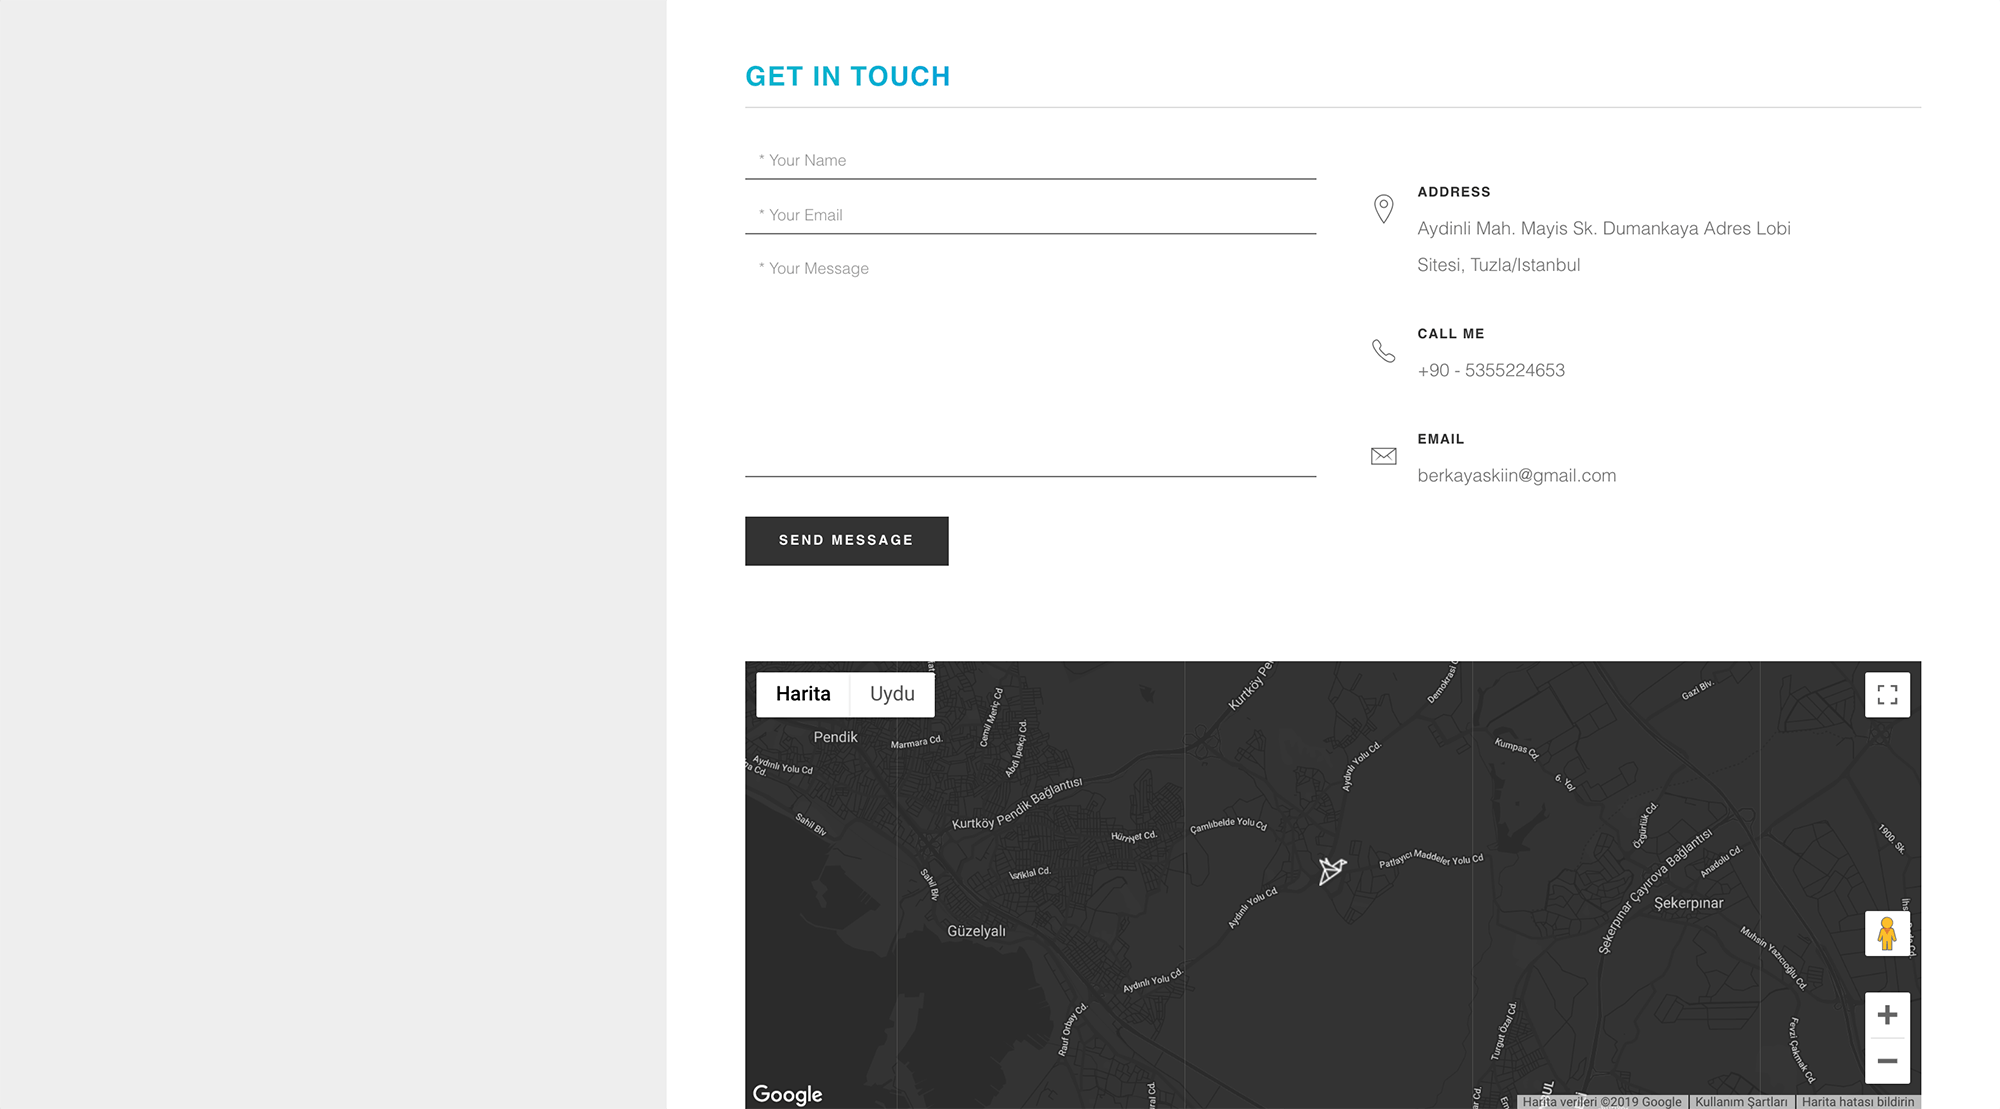 GET IN TOUCH
* Your Name
* Your Email
* Your Message
SEND MESSAGE
ADDRESS
Aydinli Mah. Mayis Sk. Dumankaya Adres Lobi
Sitesi, Tuzla/Istanbul
CALL ME
+90 - 5355224653
EMAIL
berkayaskiin@gmail.com
Harita
Uydu
Pendik
Marmara Cd.
Cemil Meriç Cd
Abdi İpekçi Cd.
Aydınlı Yolu Cd
Sahil Blv
Kurtköy Pendik Bağlantısı
Kurtköy Pe
Demokrasi
Gazi Blv.
Kumpas Cd.
6. Yol
Aydınlı Yolu Cd.
Hürriyet Cd.
Çamlıbelde Yolu Cd
Patlayıcı Maddeler Yolu Cd
Özgürlük Cd.
1900. Sk.
Anadolu Cd.
Şekerpınar Çayırova Bağlantısı
İstiklal Cd.
Sahil Blv
Aydınlı Yolu Cd
Şekerpınar
Güzelyalı
Muhsin Yazıcıoğlu Cd.
Aydınlı Yolu Cd.
Rauf Orbay Cd.
Turgut Özal Cd.
Fevzi Çakmak Cd.
Google
Harita verileri ©2019 Google
Kullanım Şartları
Harita hatası bildirin